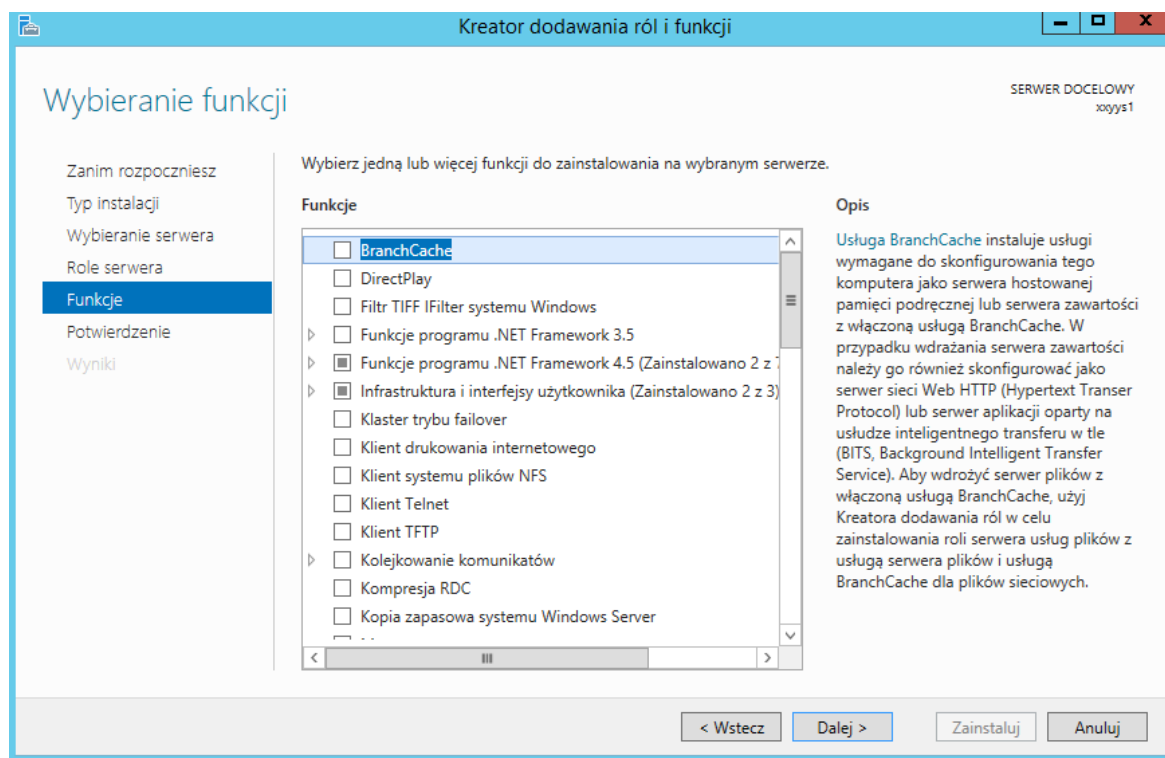 Kreator dodawania ról i funkcji
Wybieranie funkcji
SERWER DOCELOWY
xxyys1
Zanim rozpoczniesz
Typ instalacji
Wybieranie serwera
Role serwera
Funkcje
Potwierdzenie
Wyniki
Wybierz jedną lub więcej funkcji do zainstalowania na wybranym serwerze.
Funkcje
BranchCache
DirectPlay
Filtr TIFF IFilter systemu Windows
Funkcje programu .NET Framework 3.5
Funkcje programu .NET Framework 4.5 (Zainstalowano 2 z 7
Infrastruktura i interfejsy użytkownika (Zainstalowano 2 z 3)
Klaster trybu failover
Klient drukowania internetowego
Klient systemu plików NFS
Klient Telnet
Klient TFTP
Kolejkowanie komunikatów
Kompresja RDC
Kopia zapasowa systemu Windows Server
Opis
Usługa BranchCache instaluje usługi
wymagane do skonfigurowania tego
komputera jako serwera hostowanej
pamięci podręcznej lub serwera zawartości
z włączoną usługą BranchCache. W
przypadku wdrażania serwera zawartości
należy go również skonfigurować jako
serwer sieci Web HTTP (Hypertext Transer
Protocol) lub serwer aplikacji oparty na
usłudze inteligentnego transferu w tle
(BITS, Background Intelligent Transfer
Service). Aby wdrożyć serwer plików z
włączoną usługą BranchCache, użyj
Kreatora dodawania ról w celu
zainstalowania roli serwera usług plików z
usługą serwera plików i usługą
BranchCache dla plików sieciowych.
< Wstecz
Dalej >
Zainstaluj
Anuluj